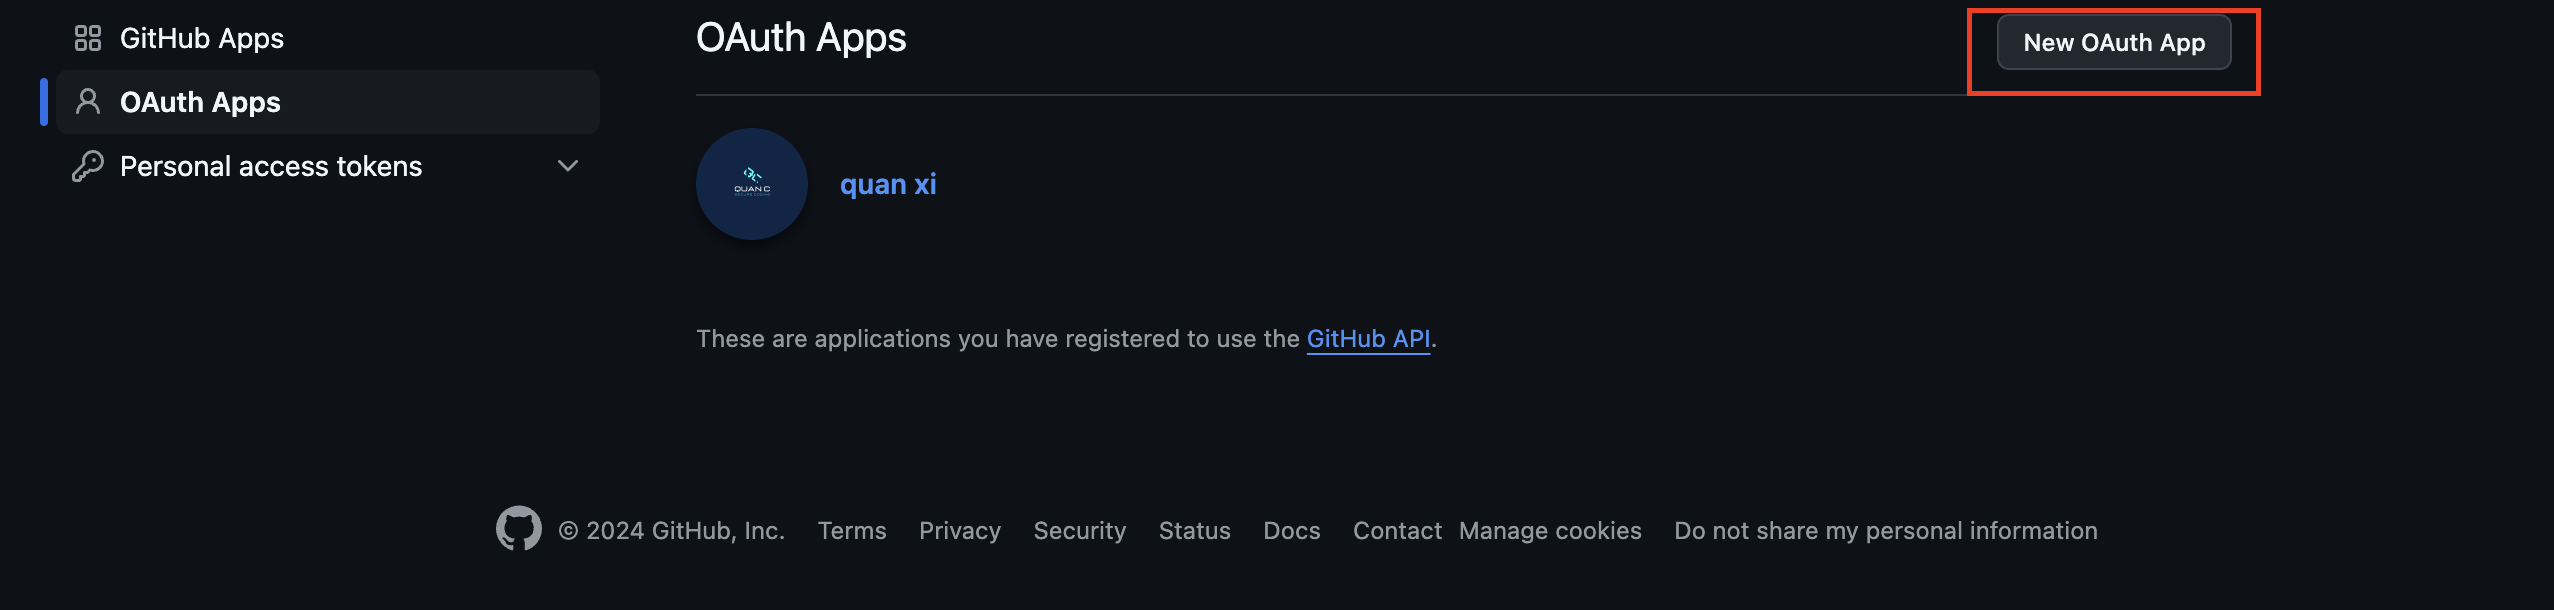 GitHub Apps
OAuth Apps
Personal access tokens
OAuth Apps
New OAuth App
QUAN C
quan xi
These are applications you have registered to use the GitHub API.
© 2024 GitHub, Inc. Terms Privacy Security Status Docs Contact Manage cookies Do not share my personal information